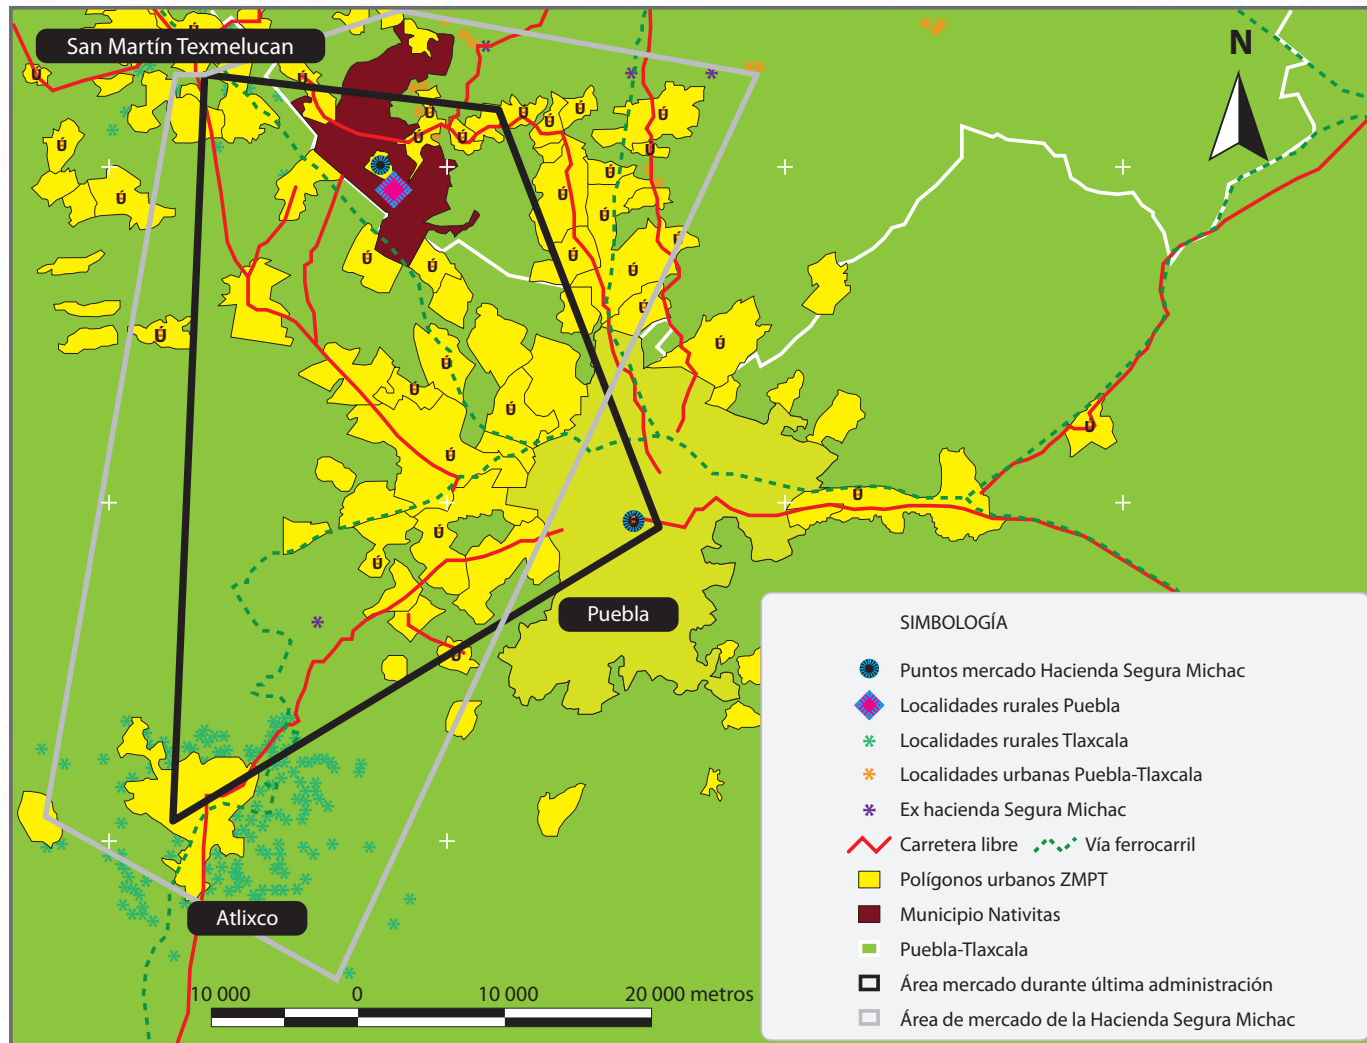 San Martín Texmelucan
N
Puebla
Atlixco
10 000 0 10 000 20 000 metros
SIMBOLOGÍA
Puntos mercado Hacienda Segura Michac
Localidades rurales Puebla
Localidades rurales Tlaxcala
Localidades urbanas Puebla-Tlaxcala
Ex hacienda Segura Michac
Carretera libre Vía ferrocarril
Polígonos urbanos ZMPT
Municipio Nativitas
Puebla-Tlaxcala
Área mercado durante última administración
Área de mercado de la Hacienda Segura Michac